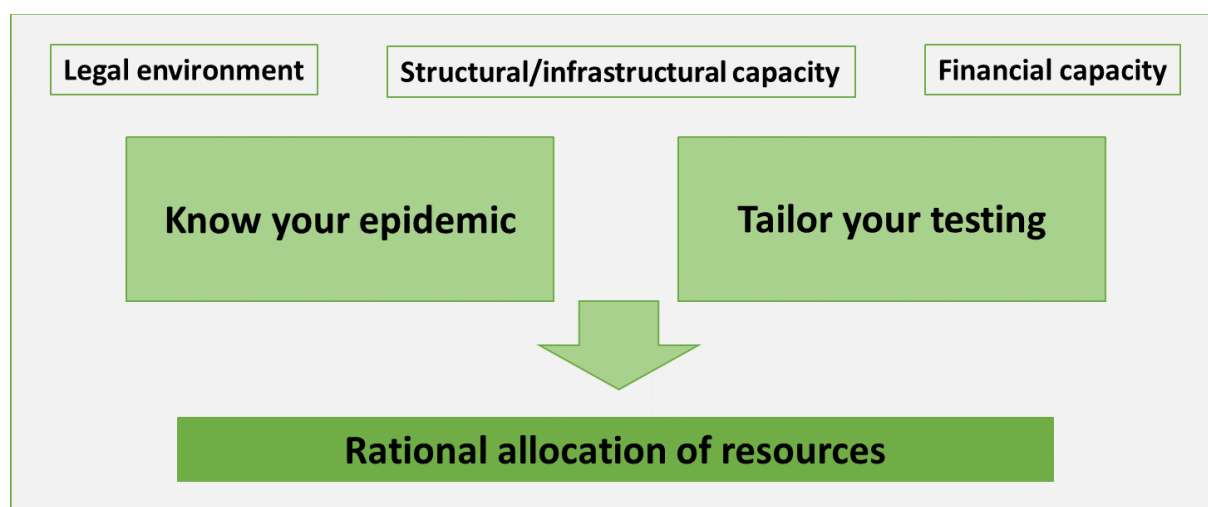 Legal environment
Structural/infrastructural capacity
Financial capacity
Know your epidemic
Tailor your testing
Rational allocation of resources